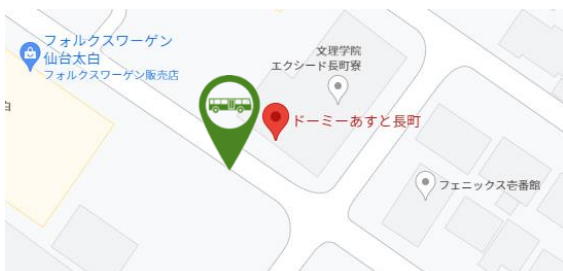 フォルクスワーゲン
仙台太白
フォルクスワーゲン販売店
文理学院
エクシード長町寮
ドーミーあすと長町
フェニックス壱番館